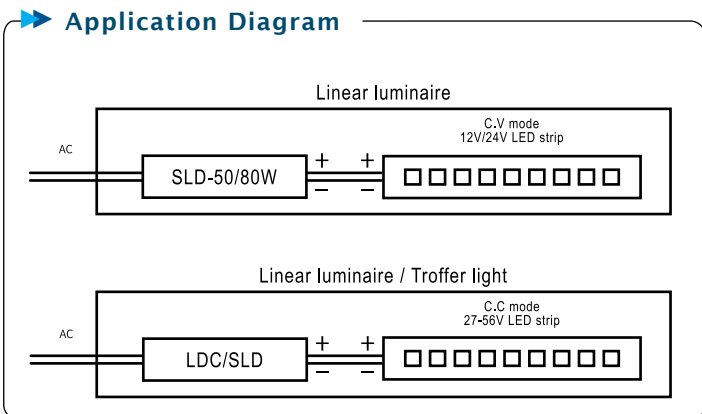 Application Diagram
Linear luminaire
C.V mode
12V/24V LED strip
AC
SLD-50/80W
+ +
– –
Linear luminaire / Troffer light
C.C mode
27-56V LED strip
AC
LDC/SLD
+ +
– –